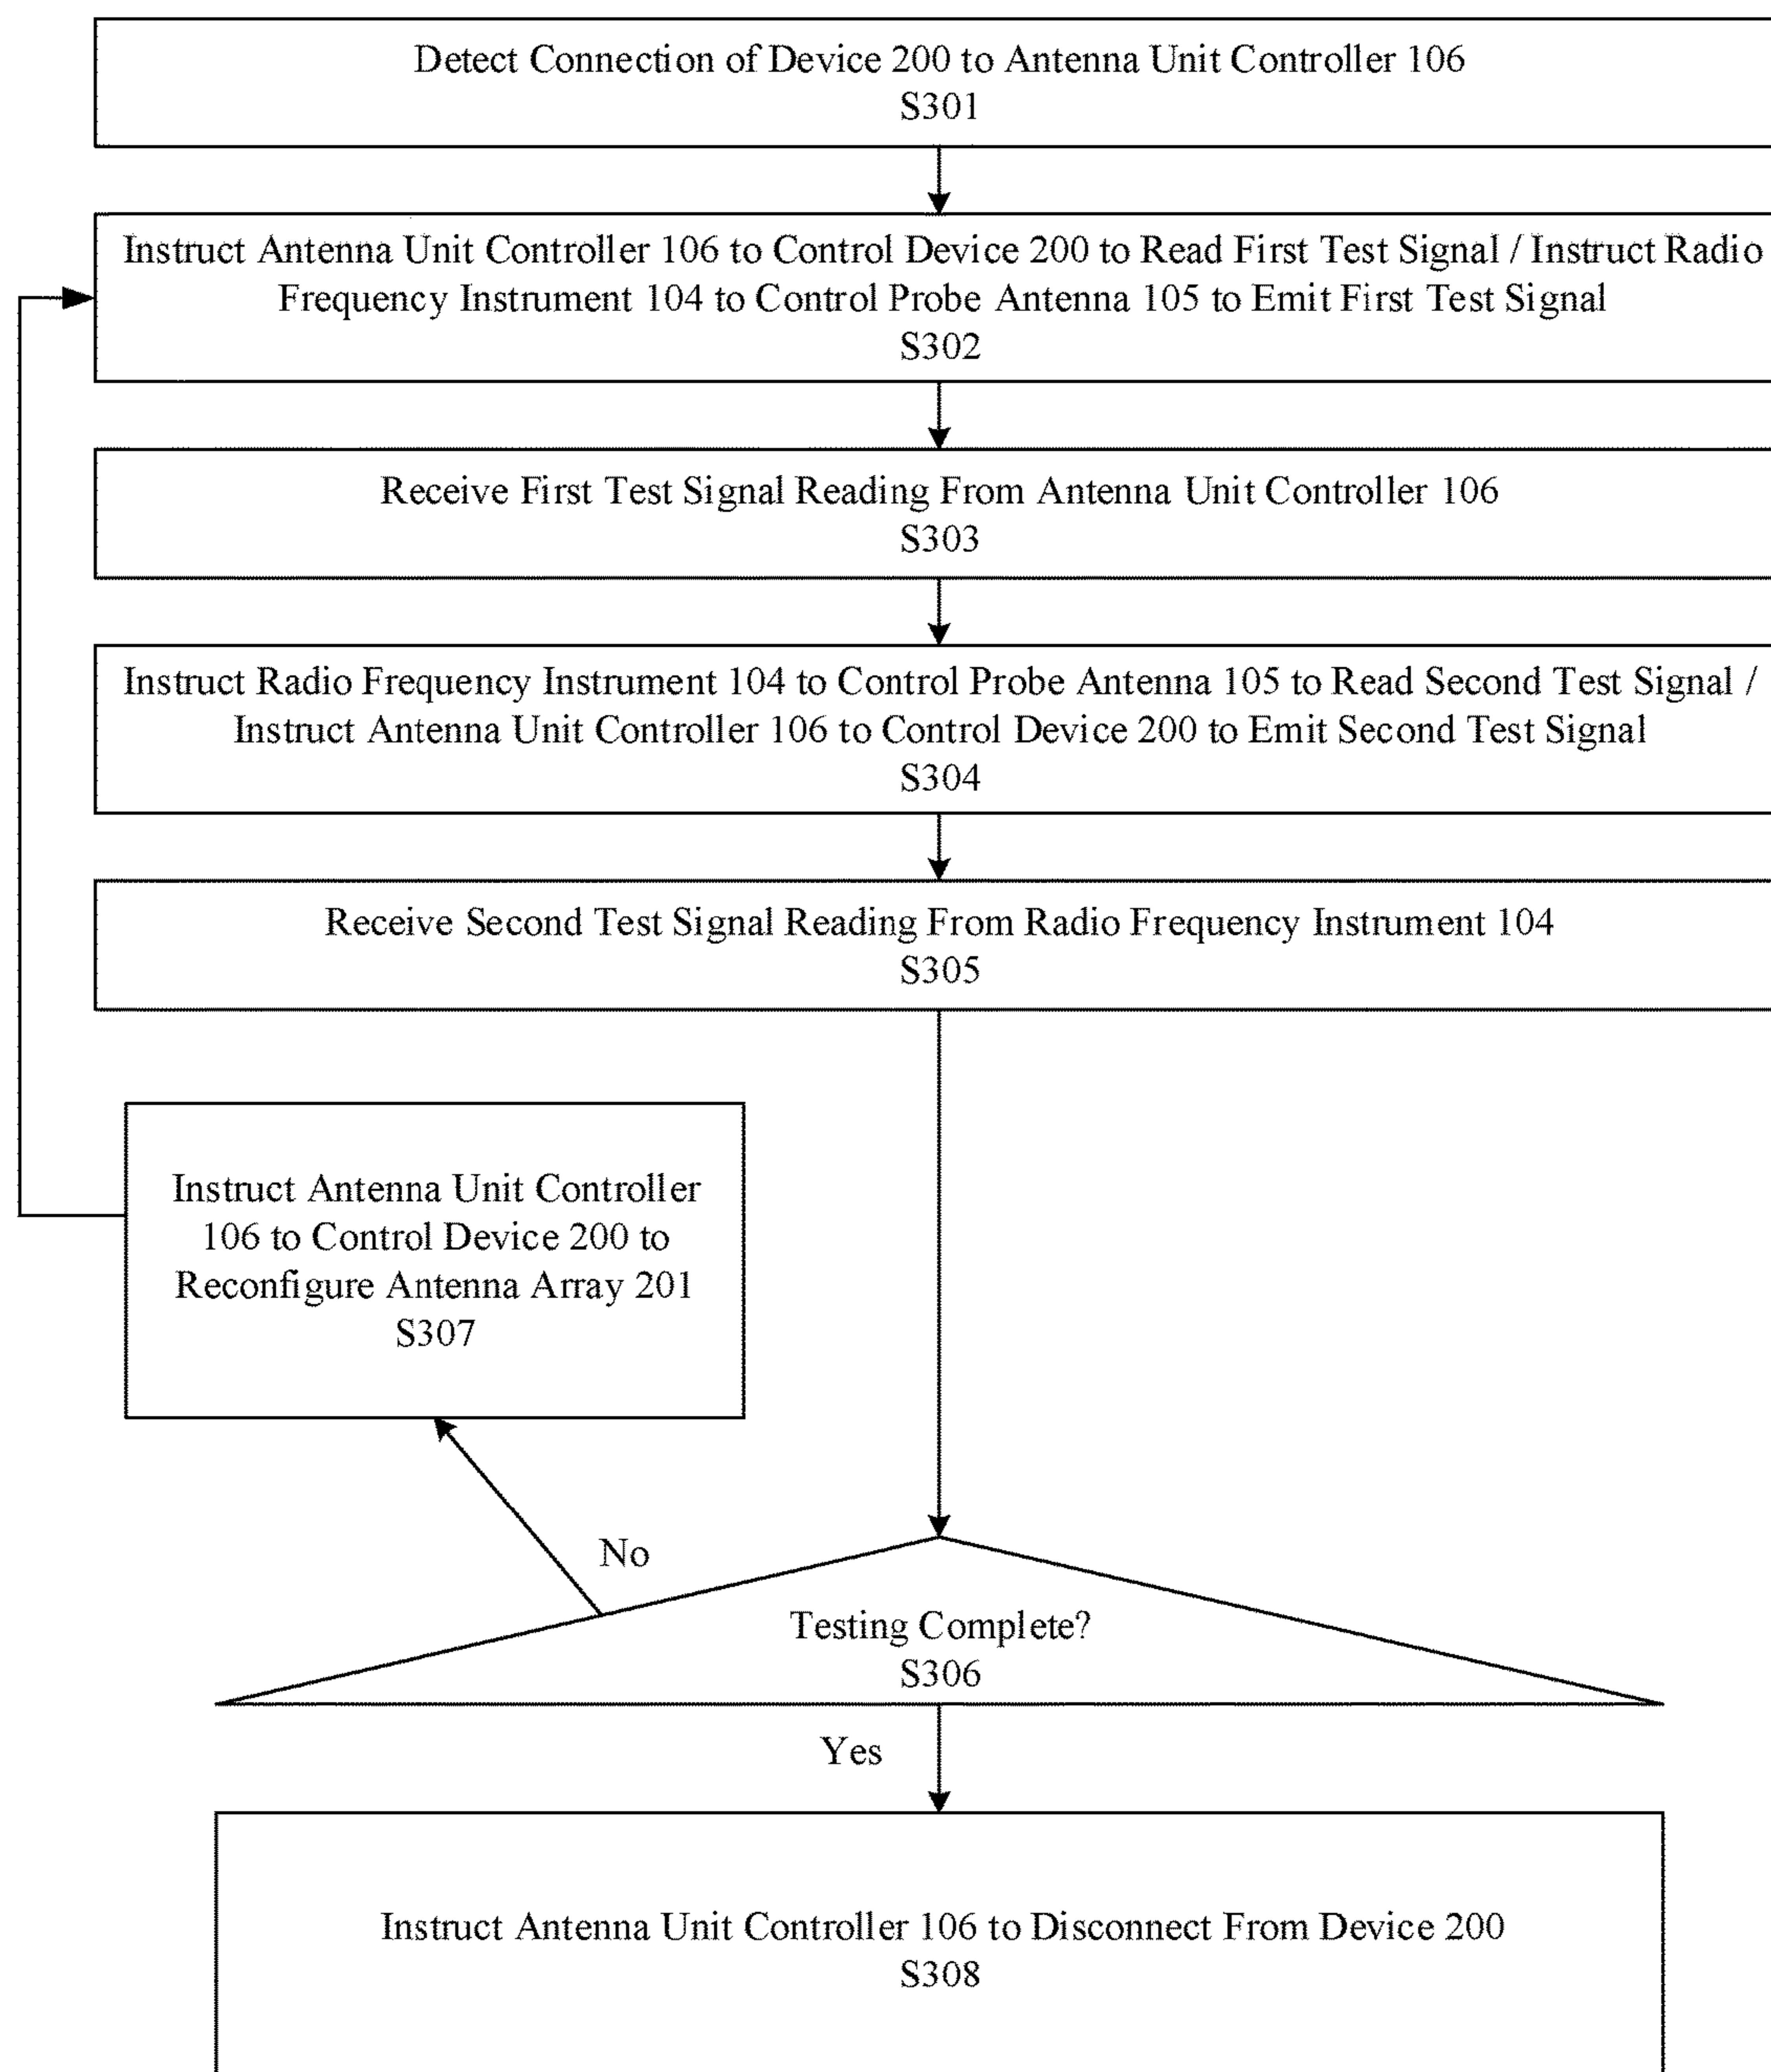 Detect Connection of Device 200 to Antenna Unit Controller 106
S301
Instruct Antenna Unit Controller 106 to Control Device 200 to Read First Test Signal / Instruct Radio
Frequency Instrument 104 to Control Probe Antenna 105 to Emit First Test Signal
S302
Receive First Test Signal Reading From Antenna Unit Controller 106
S303
Instruct Radio Frequency Instrument 104 to Control Probe Antenna 105 to Read Second Test Signal /
Instruct Antenna Unit Controller 106 to Control Device 200 to Emit Second Test Signal
S304
Receive Second Test Signal Reading From Radio Frequency Instrument 104
S305
Instruct Antenna Unit Controller
106 to Control Device 200 to
Reconfigure Antenna Array 201
S307
No
Testing Complete?
S306
Yes
Instruct Antenna Unit Controller 106 to Disconnect From Device 200
S308